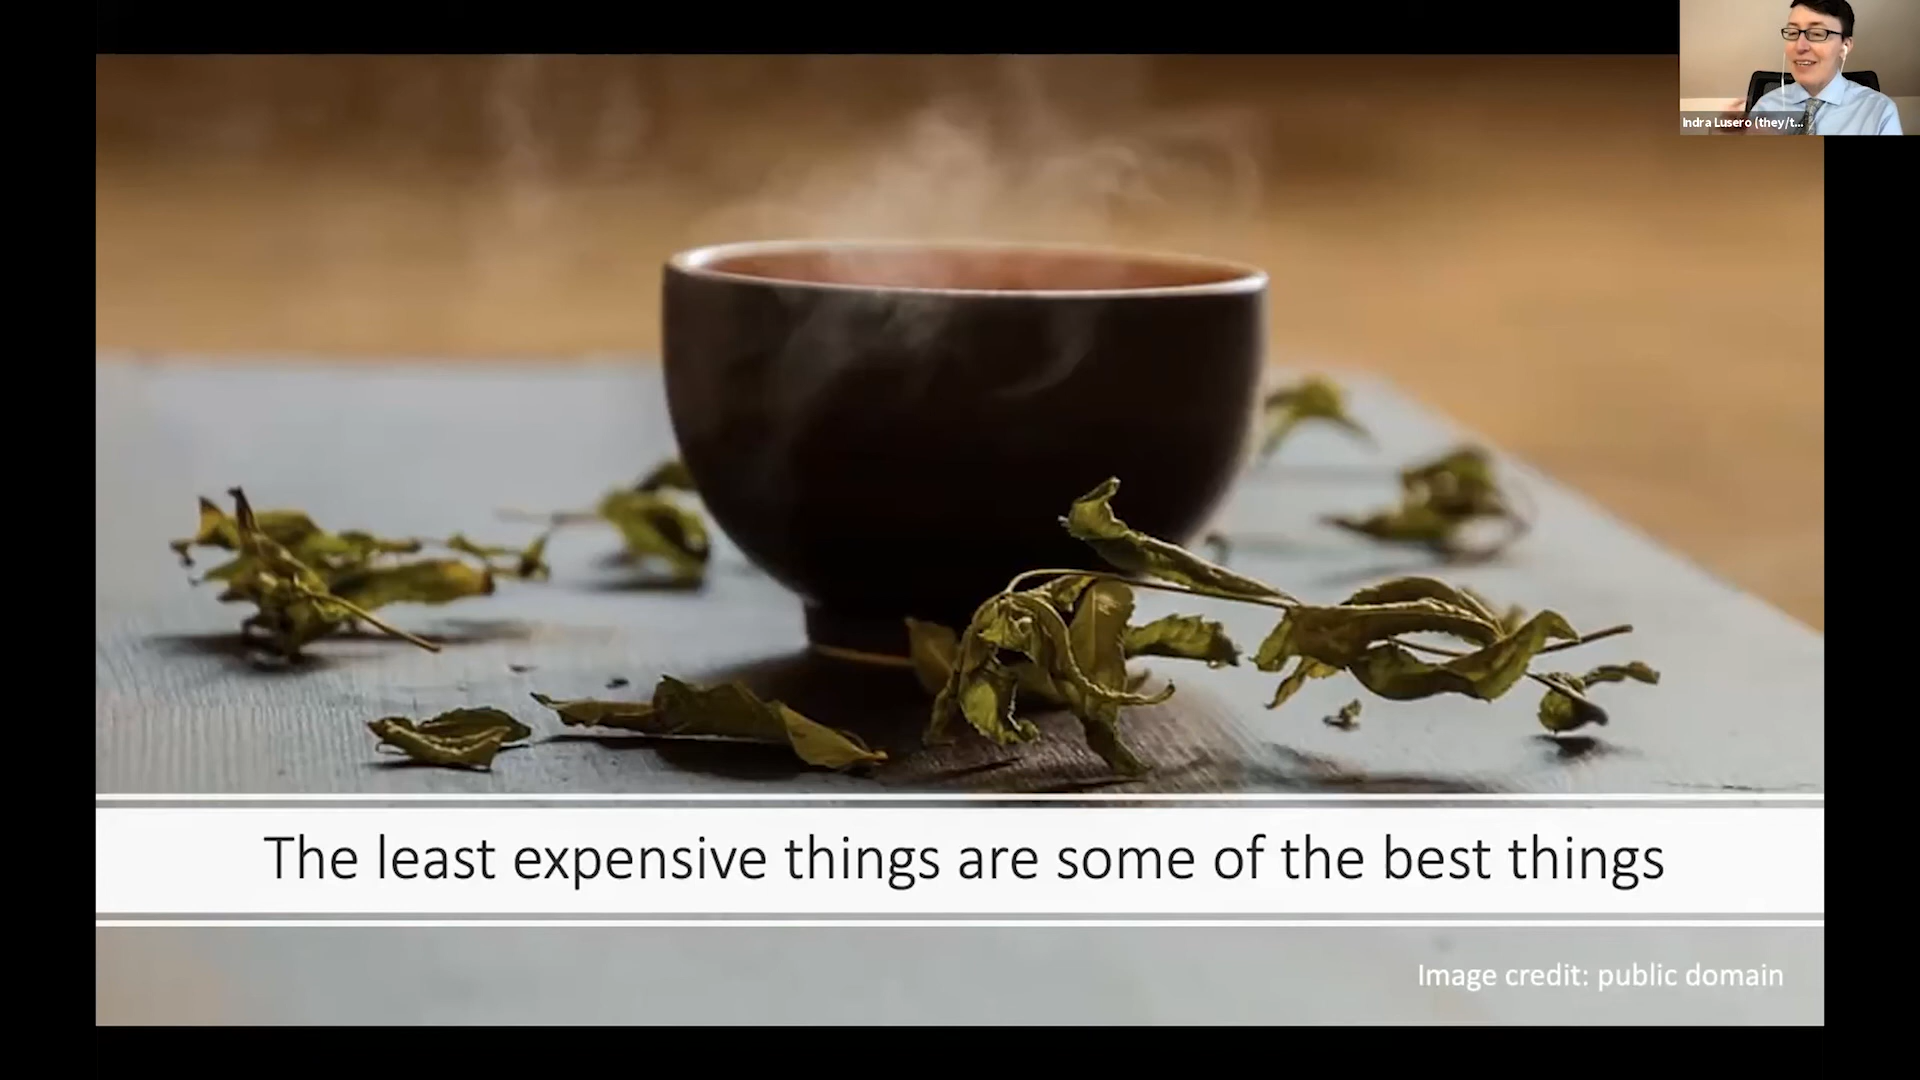 Indra Lusero (they/t...
The least expensive things are some of the best things
Image credit: public domain